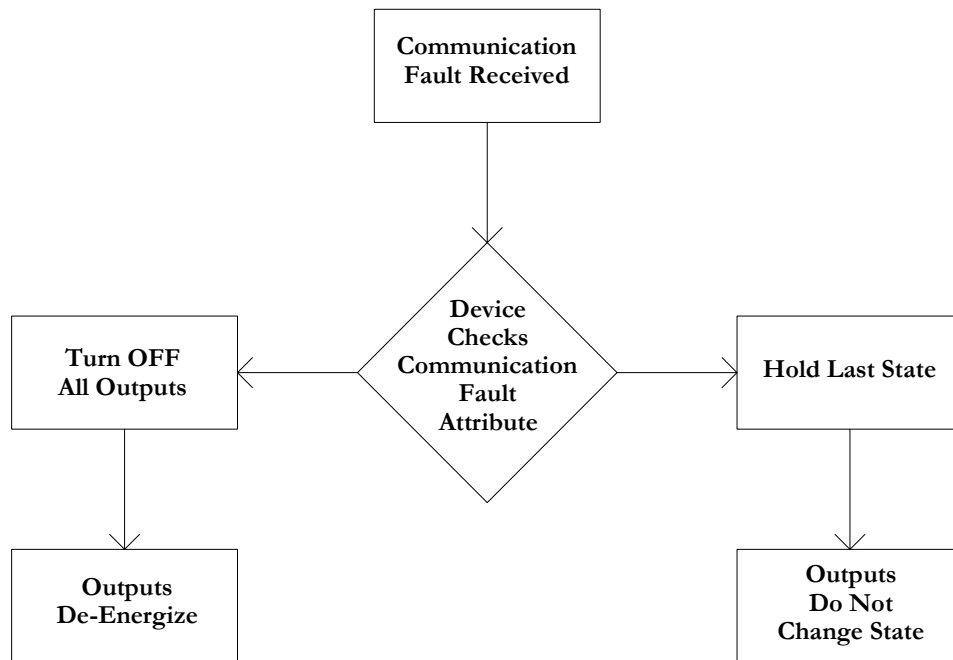 Communication
Fault Received
Device
Checks
Communication
Fault
Attribute
Turn OFF
All Outputs
Hold Last State
Outputs
De-Energize
Outputs
Do Not
Change State